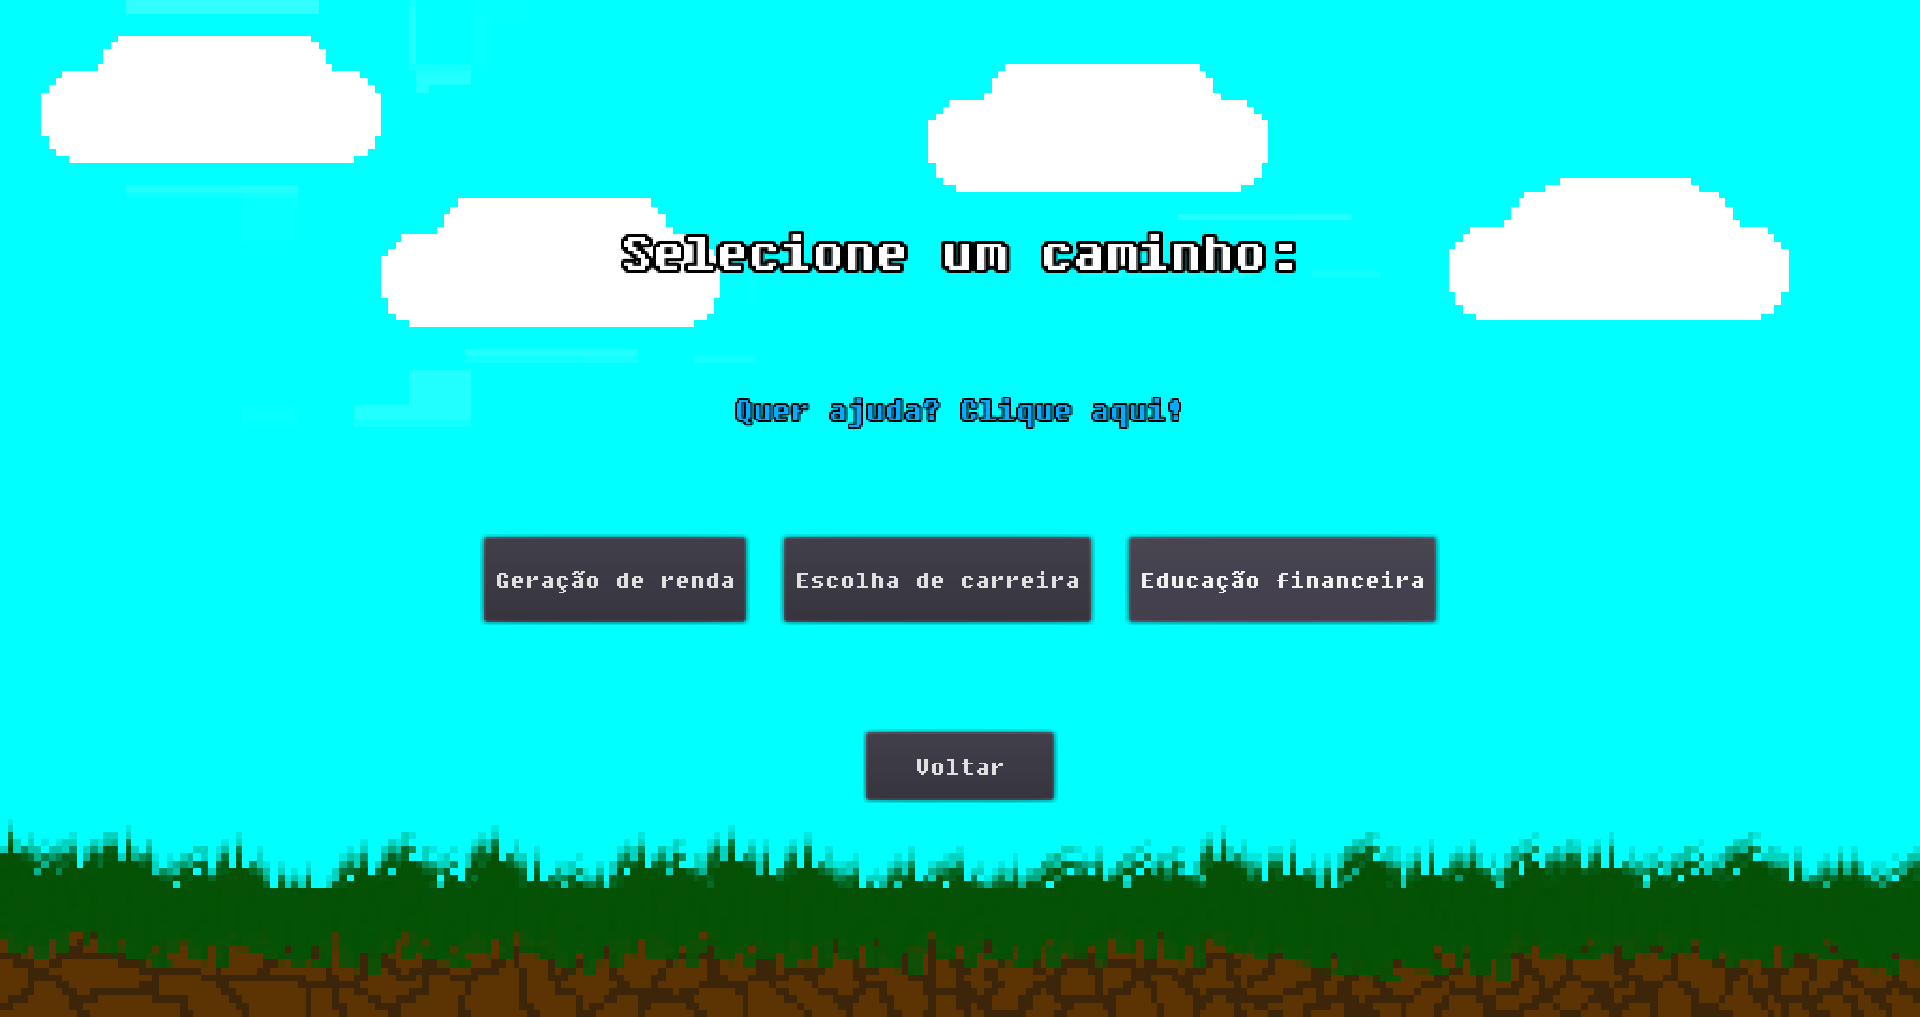 Selecione um caminho:
Quer ajuda? Clique aqui!
Geração de renda
Escolha de carreira
Educação financeira
Voltar